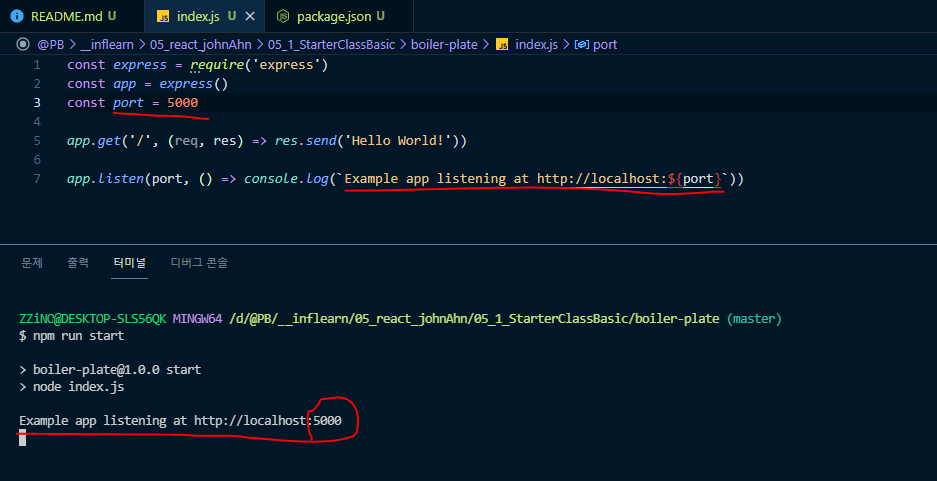 README.md U JS index.js U × JS package.json U
@PB > __inflearn > 05_react_johnAhn > 05_1_StarterClassBasic > boiler-plate > JS index.js > port
1 const express = require('express')
2 const app = express()
3 const port = 5000
4
5 app.get('/', (req, res) => res.send('Hello World!'))
6
7 app.listen(port, () => console.log(`Example app listening at http://localhost:${port}`))
문제 출력 터미널 디버그 콘솔
ZZiNO@DESKTOP-SLS56QK MINGW64 /d/@PB/__inflearn/05_react_johnAhn/05_1_StarterClassBasic/boiler-plate (master)
$ npm run start
> boiler-plate@1.0.0 start
> node index.js
Example app listening at http://localhost:5000